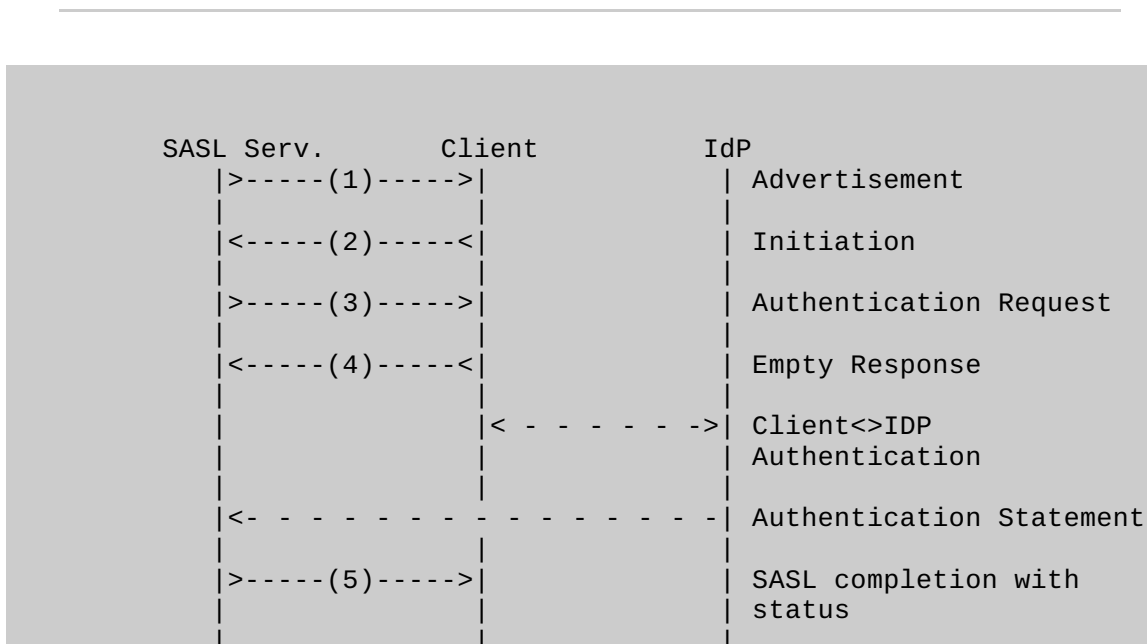 SASL Serv.       Client          IdP
|>-----(1)----->|              | Advertisement
|               |              |
|<-----(2)-----<|              | Initiation
|               |              |
|>-----(3)----->|              | Authentication Request
|               |              |
|<-----(4)-----<|              | Empty Response
|               |              |
|               |< - - - - - ->| Client<>IDP
|               |              | Authentication
|               |              |
|<- - - - - - - - - - - - - - -| Authentication Statement
|               |              |
|>-----(5)----->|              | SASL completion with
|               |              | status
|               |              |